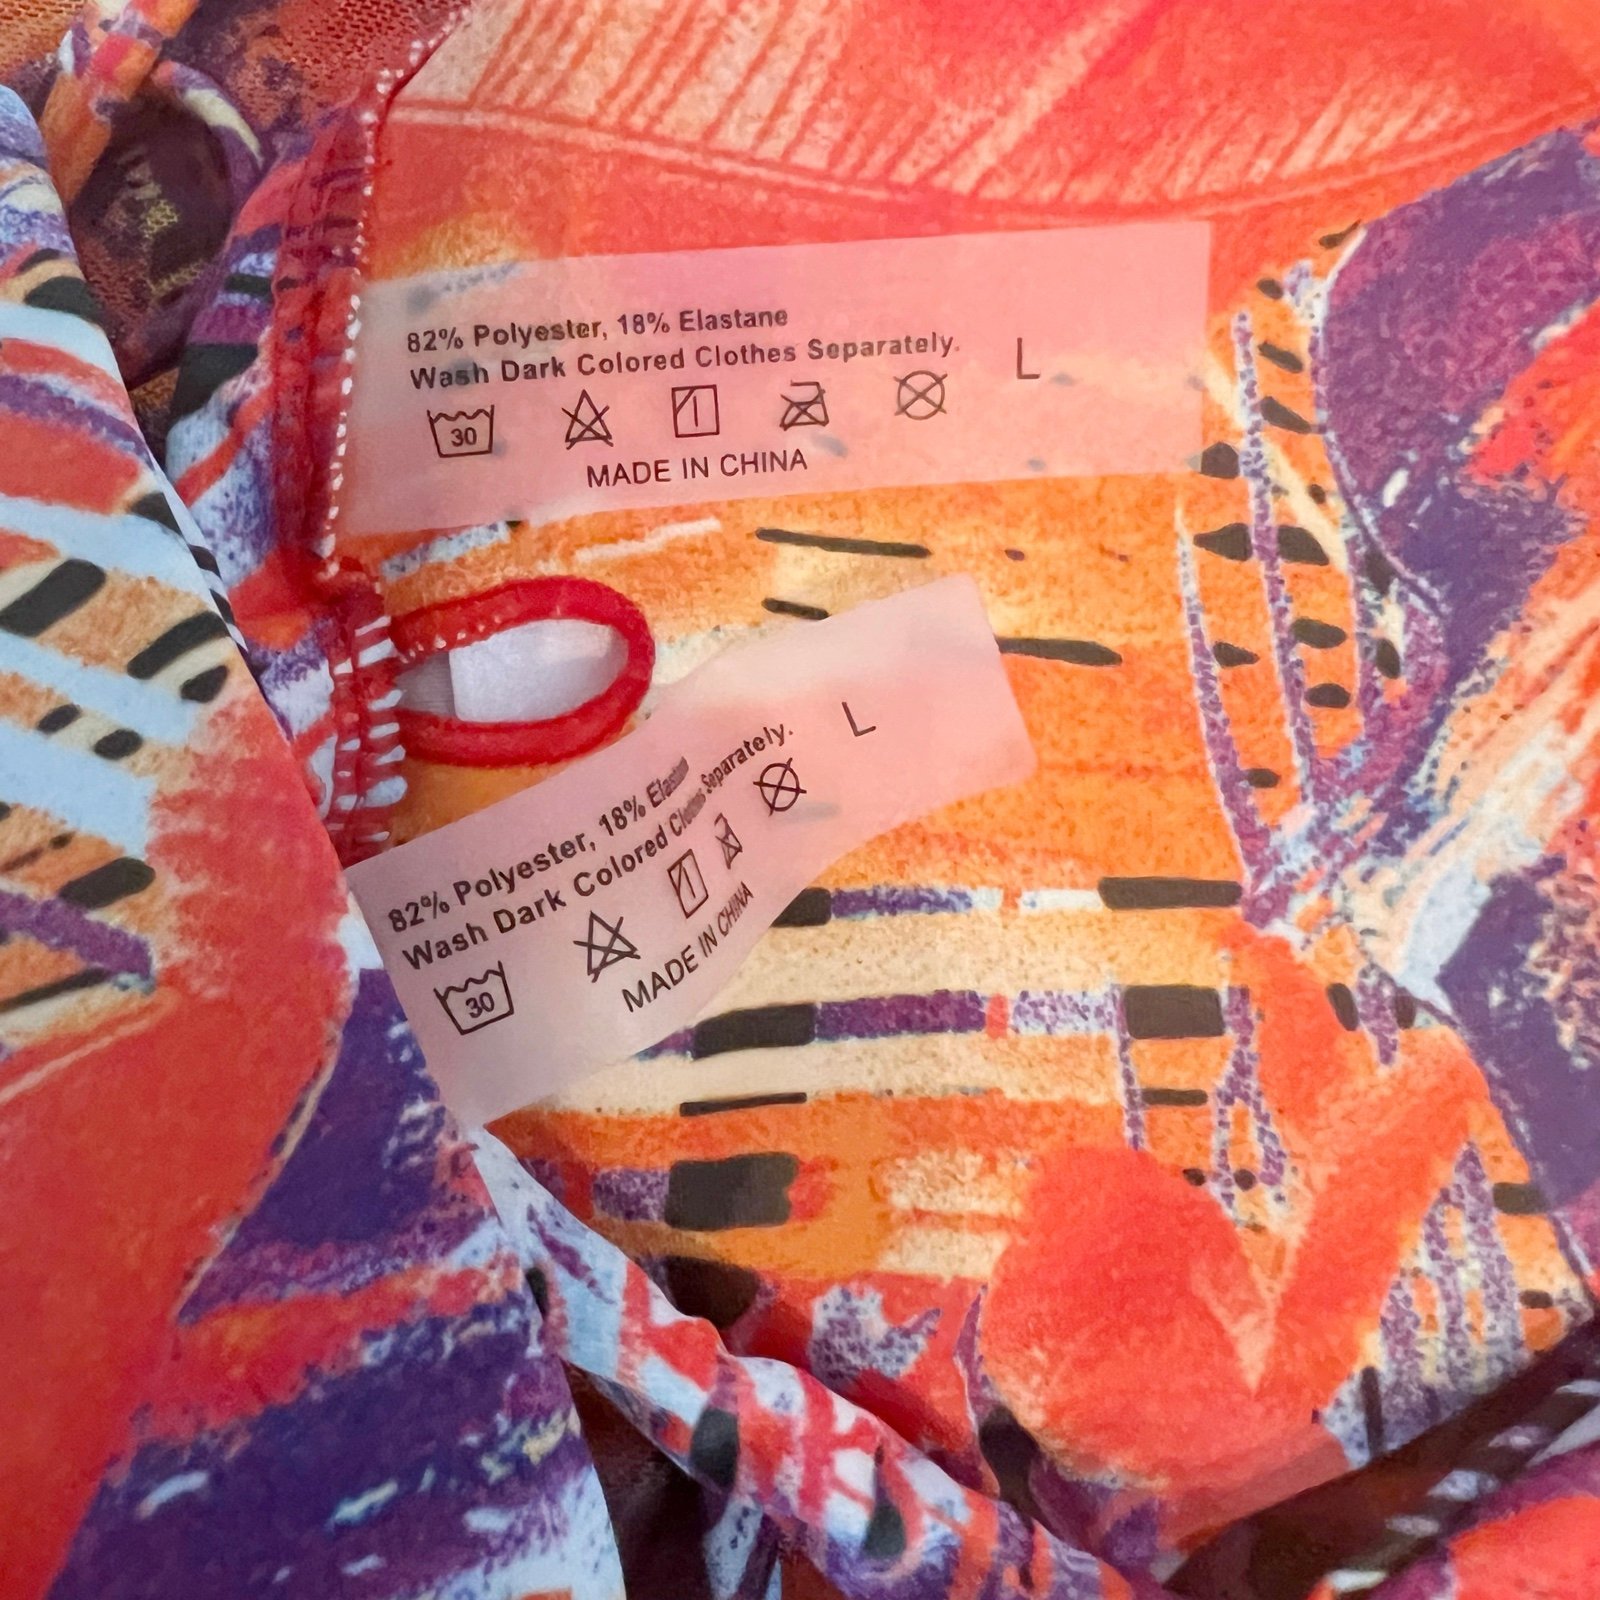 82% Polyester, 18% Elastane
Wash Dark Colored Clothes Separately.
L
30
MADE IN CHINA
82% Polyester, 18% Elastane
Wash Dark Colored Clothes Separately.
L
30
MADE IN CHINA